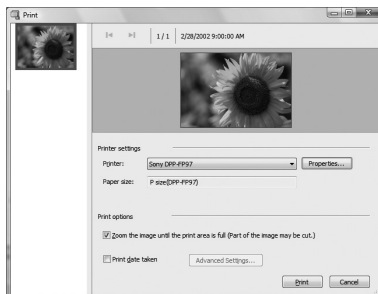 Print
1 / 1 2/28/2002 9:00:00 AM
Printer settings
Printer: Sony DPP-FP97 Properties...
Paper size: P size(DPP-FP97)
Print options
Zoom the image until the print area is full (Part of the image may be cut.)
Print date taken Advanced Settings...
Print Cancel